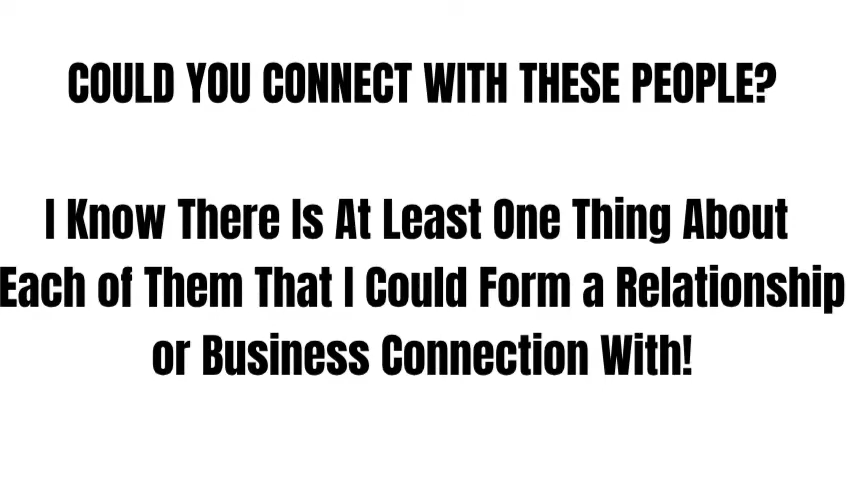 COULD YOU CONNECT WITH THESE PEOPLE?
I Know There Is At Least One Thing About
Each of Them That I Could Form a Relationship
or Business Connection With!